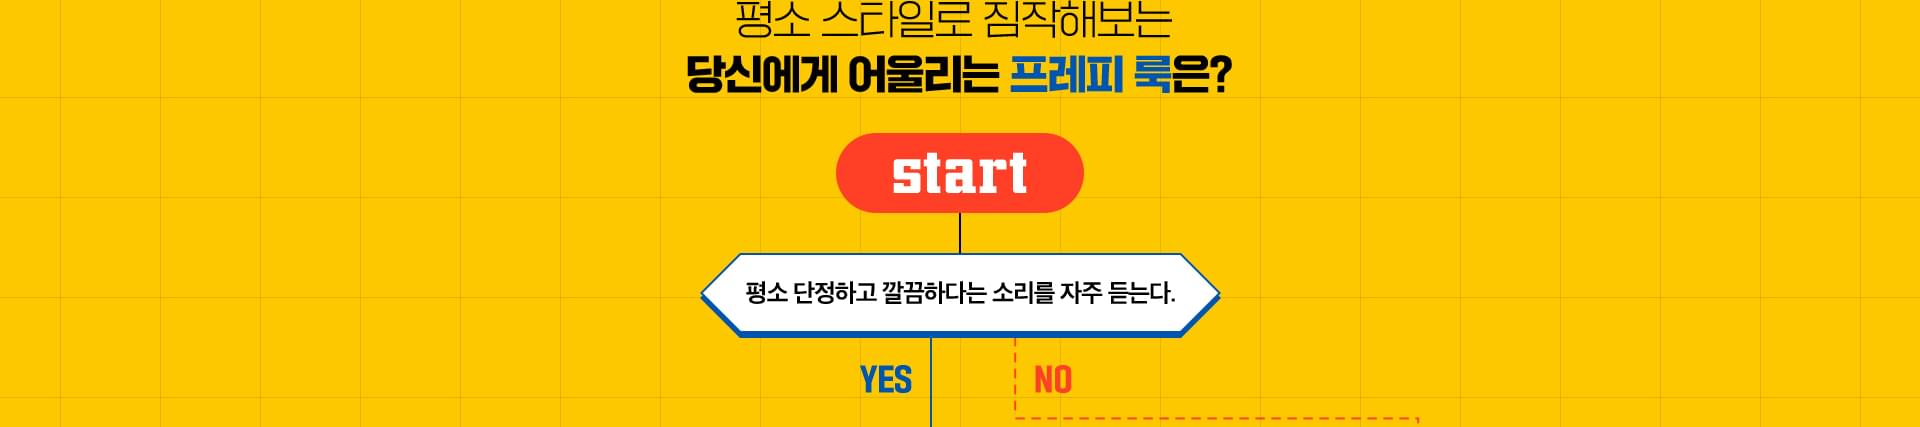 평소 스타일로 짐작해보는
당신에게 어울리는 프레피 룩은?
start
평소 단정하고 깔끔하다는 소리를 자주 듣는다.
YES
NO